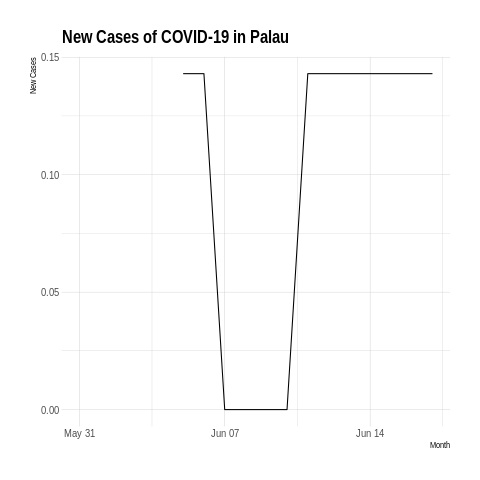 New Cases of COVID-19 in Palau
New Cases
0.15
0.10
0.05
0.00
May 31
Jun 07
Jun 14
Month